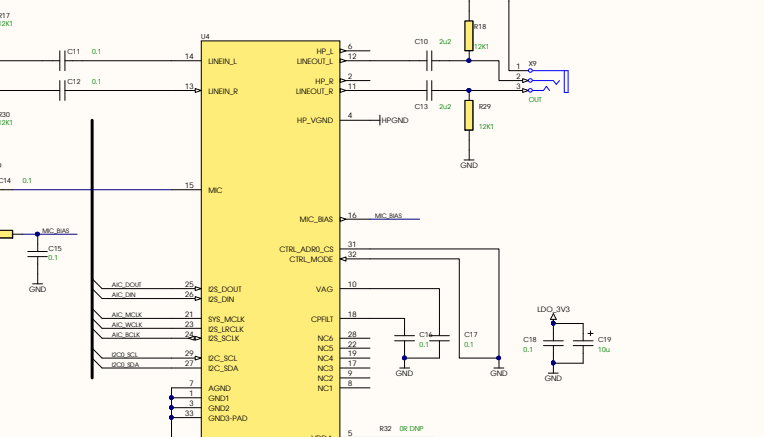 R17
12K1
R18
12K1
U4
C11 0.1
C12 0.1
C10 2u2
C13 2u2
X9
1
2
3
OUT
R30
12K1
R29
12K1
GND
14 LINEIN_L
13 LINEIN_R
HP_L 6
LINEOUT_L 12
HP_R 2
LINEOUT_R 11
HP_VGND 4 HPGND
C14 0.1
15 MIC
MIC_BIAS 16 MIC_BIAS
MIC_BIAS
C15
0.1
GND
CTRL_ADR0_CS 31
CTRL_MODE 32
AIC_DOUT 25 I2S_DOUT
AIC_DIN 26 I2S_DIN
VAG 10
AIC_MCLK 21 SYS_MCLK
AIC_WCLK 23 I2S_LRCLK
AIC_BCLK 24 I2S_SCLK
CPFILT 18
I2C0_SCL 29 I2C_SCL
I2C0_SDA 27 I2C_SDA
NC6 28
NC5 22
NC4 19
NC3 17
NC2 9
NC1 8
C16
0.1
C17
0.1
GND
GND
LDO_3V3
C18
0.1
C19
10u
+
GND
7 AGND
1 GND1
3 GND2
33 GND3-PAD
VDDA 5
R32 0R DNP